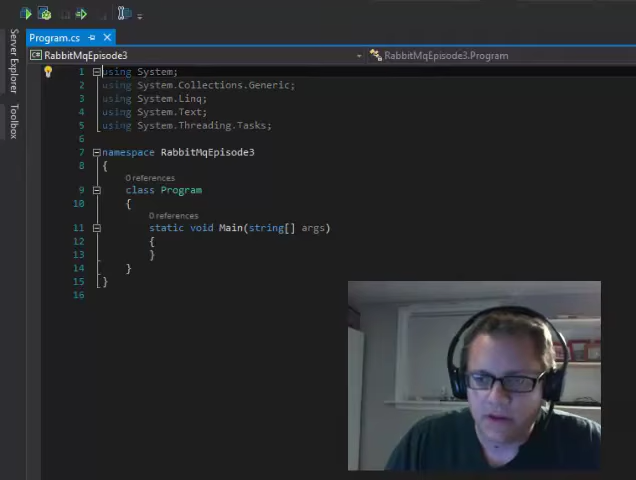 Program.cs
Server Explorer
Toolbox
RabbitMqEpisode3
RabbitMqEpisode3.Program
1 using System;
2 using System.Collections.Generic;
3 using System.Linq;
4 using System.Text;
5 using System.Threading.Tasks;
6
7 namespace RabbitMqEpisode3
8 {
0 references
9 class Program
10 {
0 references
11 static void Main(string[] args)
12 {
13 }
14 }
15 }
16